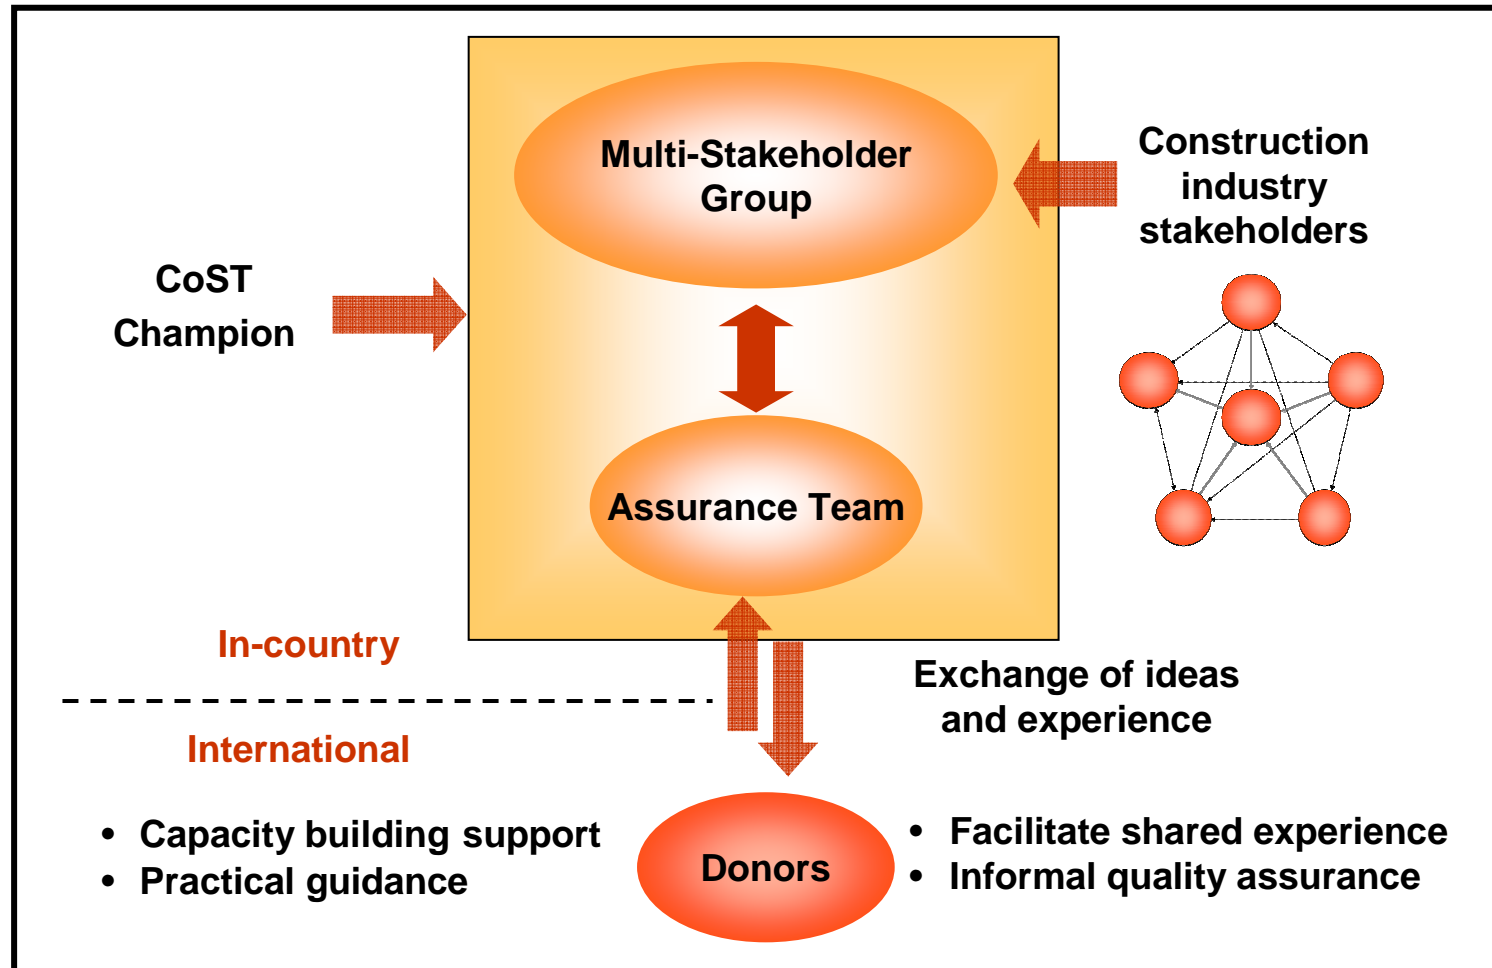 Multi-Stakeholder
Group
Construction
industry
stakeholders
CoST
Champion
Assurance Team
In-country
Exchange of ideas
and experience
International
• Capacity building support
• Practical guidance
Donors
• Facilitate shared experience
• Informal quality assurance